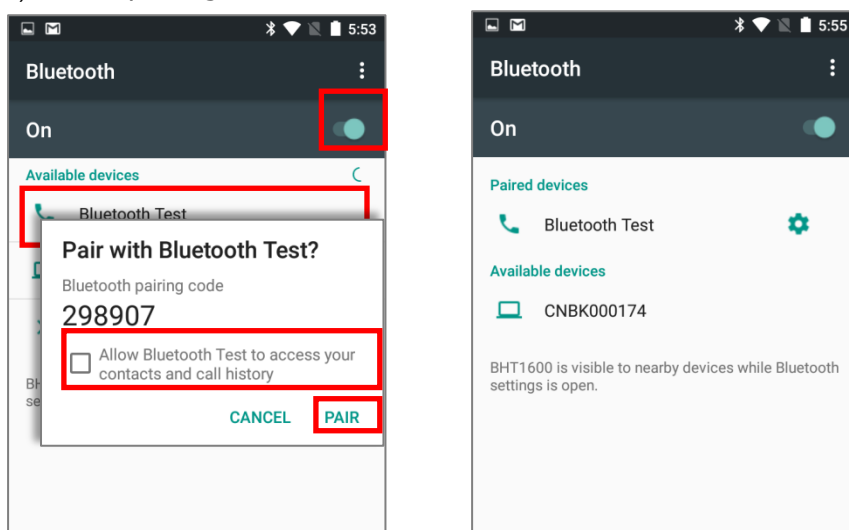 5:53
Bluetooth
On
Available devices
Bluetooth Test
Pair with Bluetooth Test?
Bluetooth pairing code
298907
Allow Bluetooth Test to access your
contacts and call history
BH
se
CANCEL PAIR
5:55
Bluetooth
On
Paired devices
Bluetooth Test
Available devices
CNBK000174
BHT1600 is visible to nearby devices while Bluetooth
settings is open.